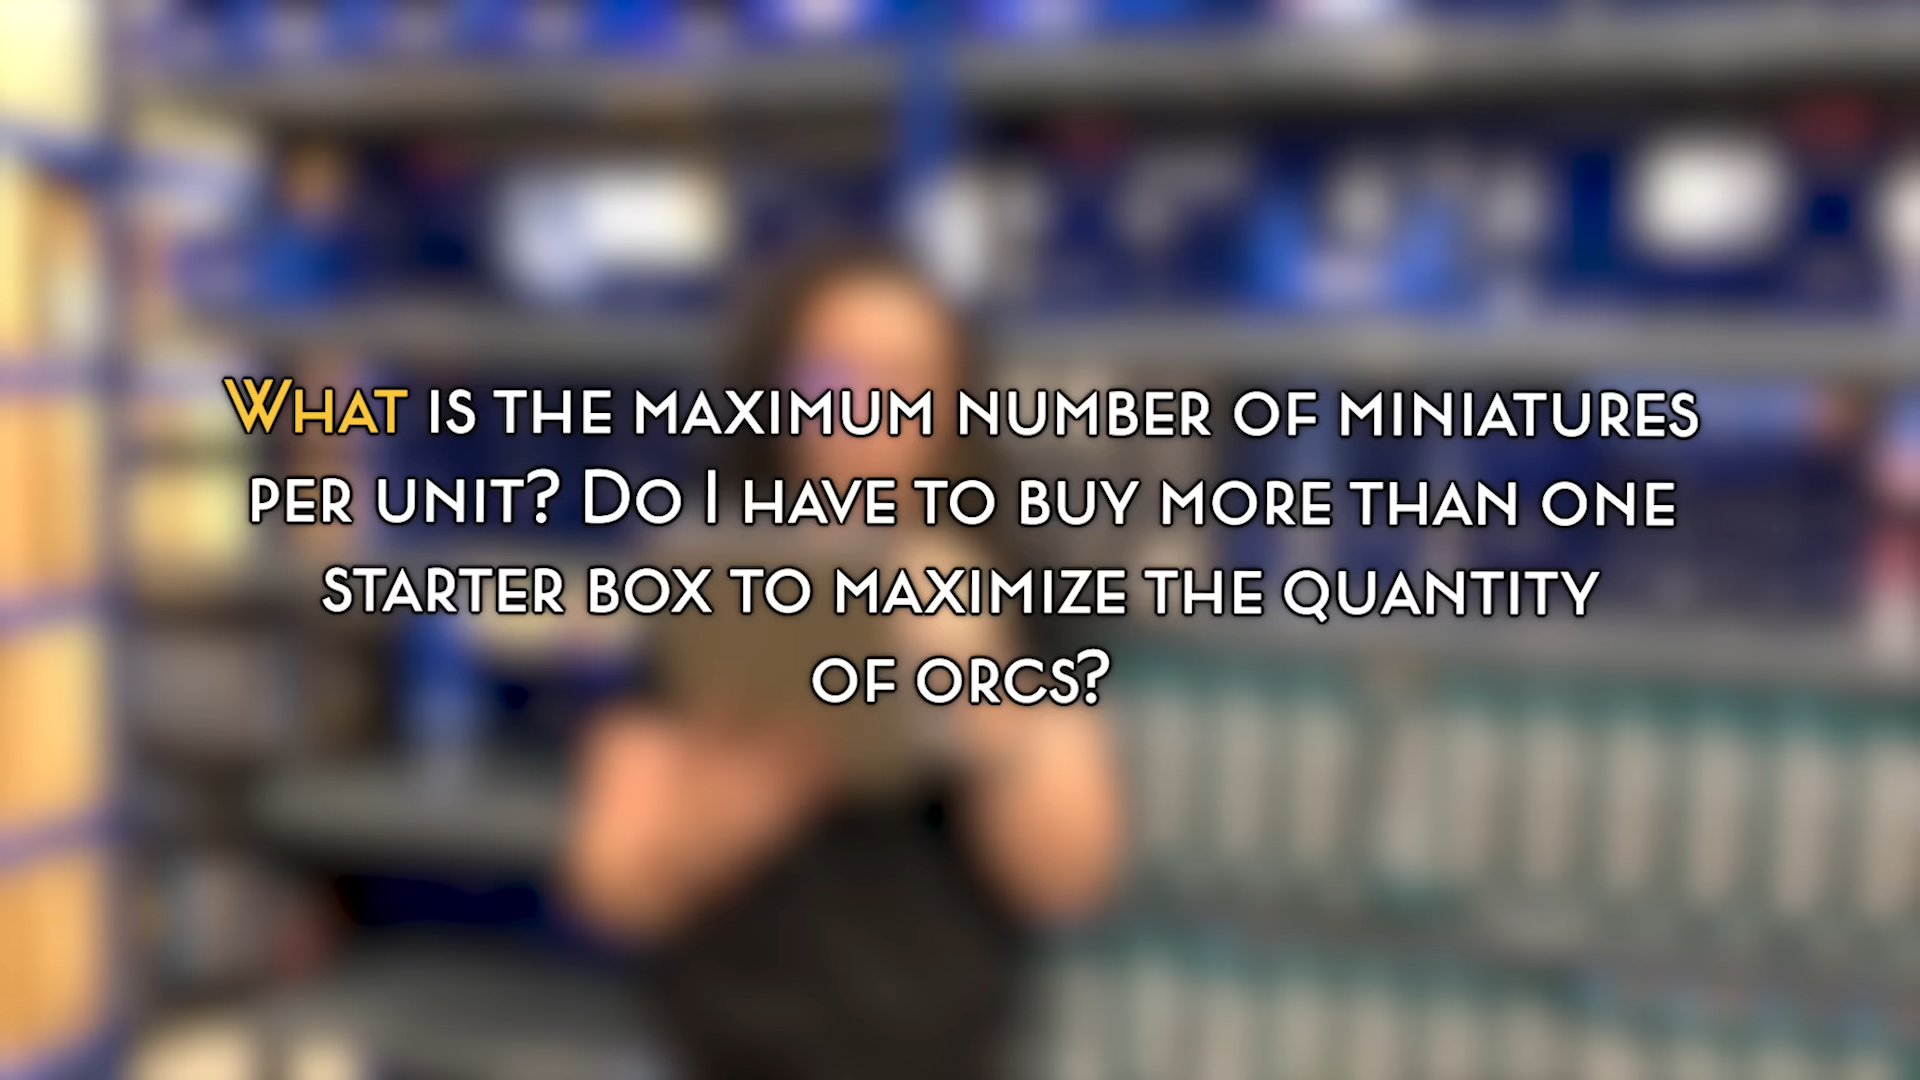 What is the maximum number of miniatures
per unit? Do I have to buy more than one
starter box to maximize the quantity
of orcs?